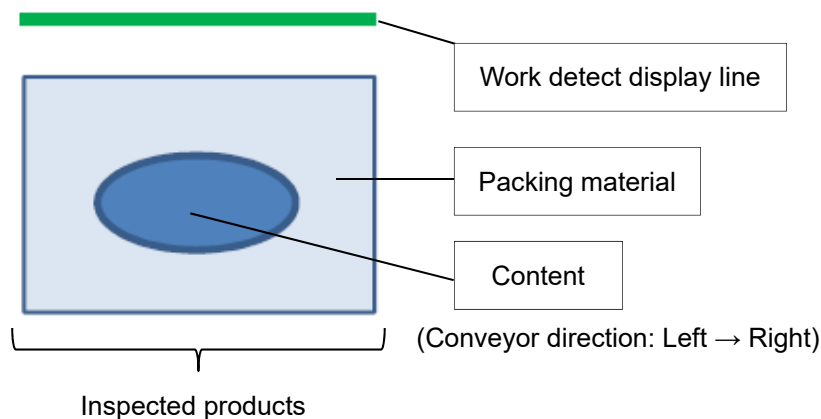 Work detect display line
Packing material
Content
(Conveyor direction: Left → Right)
Inspected products